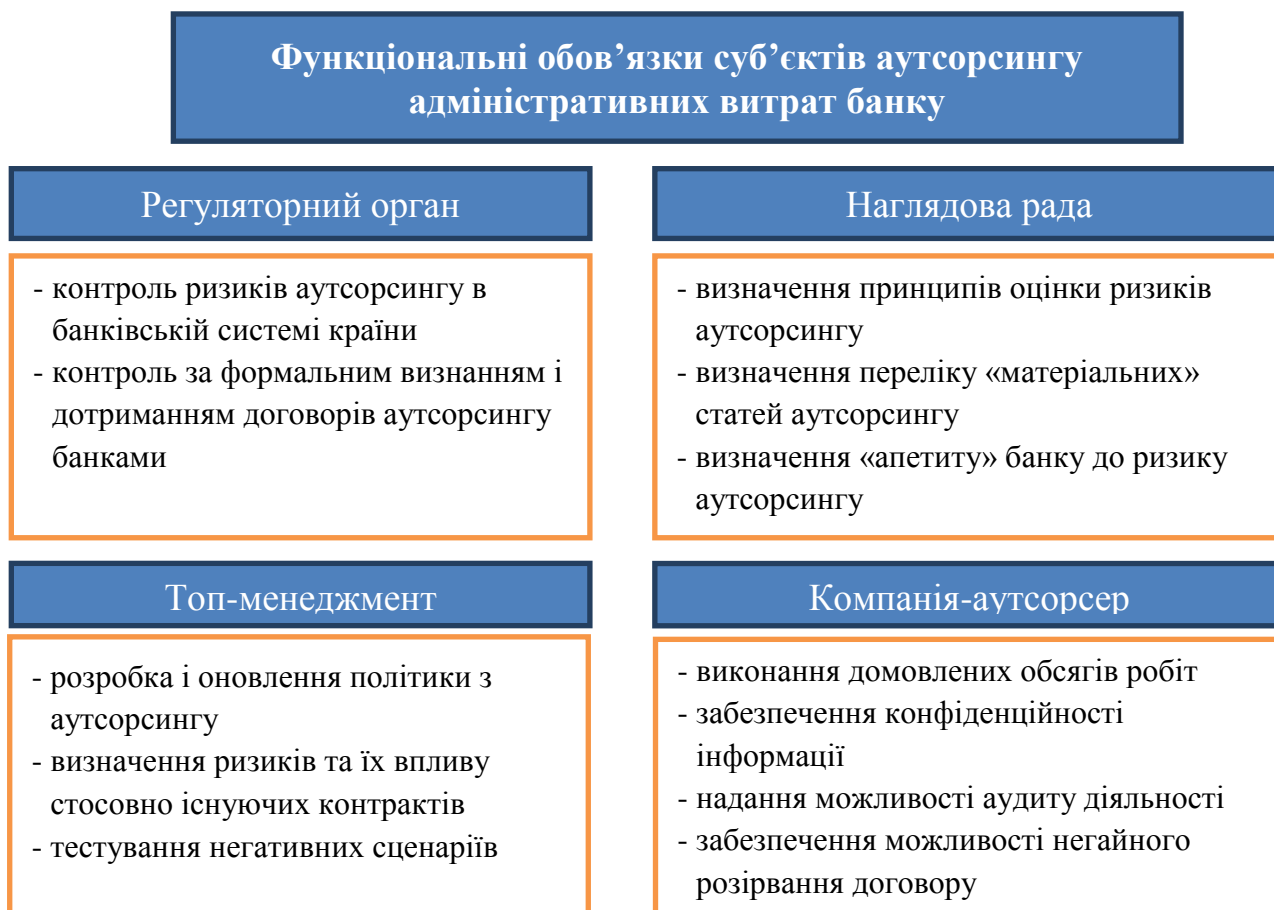 Функціональні обов’язки суб’єктів аутсорсингу
адміністративних витрат банку
Регуляторний орган
- контроль ризиків аутсорсингу в
банківській системі країни
- контроль за формальним визнанням і
дотриманням договорів аутсорсингу
банками
Наглядова рада
- визначення принципів оцінки ризиків
аутсорсингу
- визначення переліку «матеріальних»
статей аутсорсингу
- визначення «апетиту» банку до ризику
аутсорсингу
Топ-менеджмент
- розробка і оновлення політики з
аутсорсингу
- визначення ризиків та їх впливу
стосовно існуючих контрактів
- тестування негативних сценаріїв
Компанія-аутсорсер
- виконання домовлених обсягів робіт
- забезпечення конфіденційності
інформації
- надання можливості аудиту діяльності
- забезпечення можливості негайного
розірвання договору